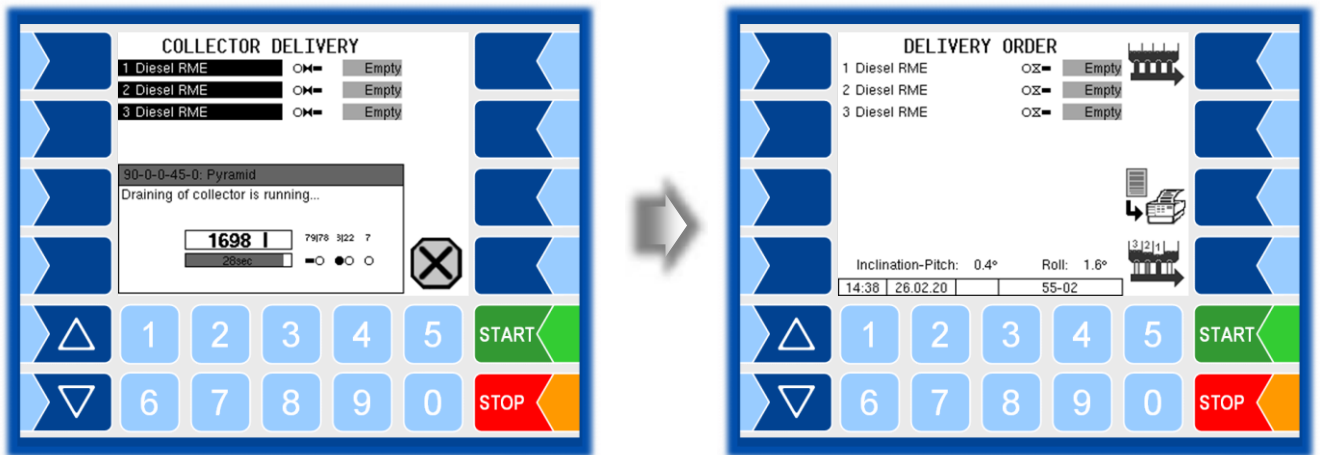 COLLECTOR DELIVERY
1 Diesel RME Empty
2 Diesel RME Empty
3 Diesel RME Empty
90-0-0-45-0: Pyramid
Draining of collector is running...
1698 l 79|78 3|22 7
28sec
1 2 3 4 5 START
6 7 8 9 0 STOP
DELIVERY ORDER
1 Diesel RME Empty
2 Diesel RME Empty
3 Diesel RME Empty
3 2 1
Inclination-Pitch: 0.4° Roll: 1.6°
14:38 26.02.20 55-02
1 2 3 4 5 START
6 7 8 9 0 STOP